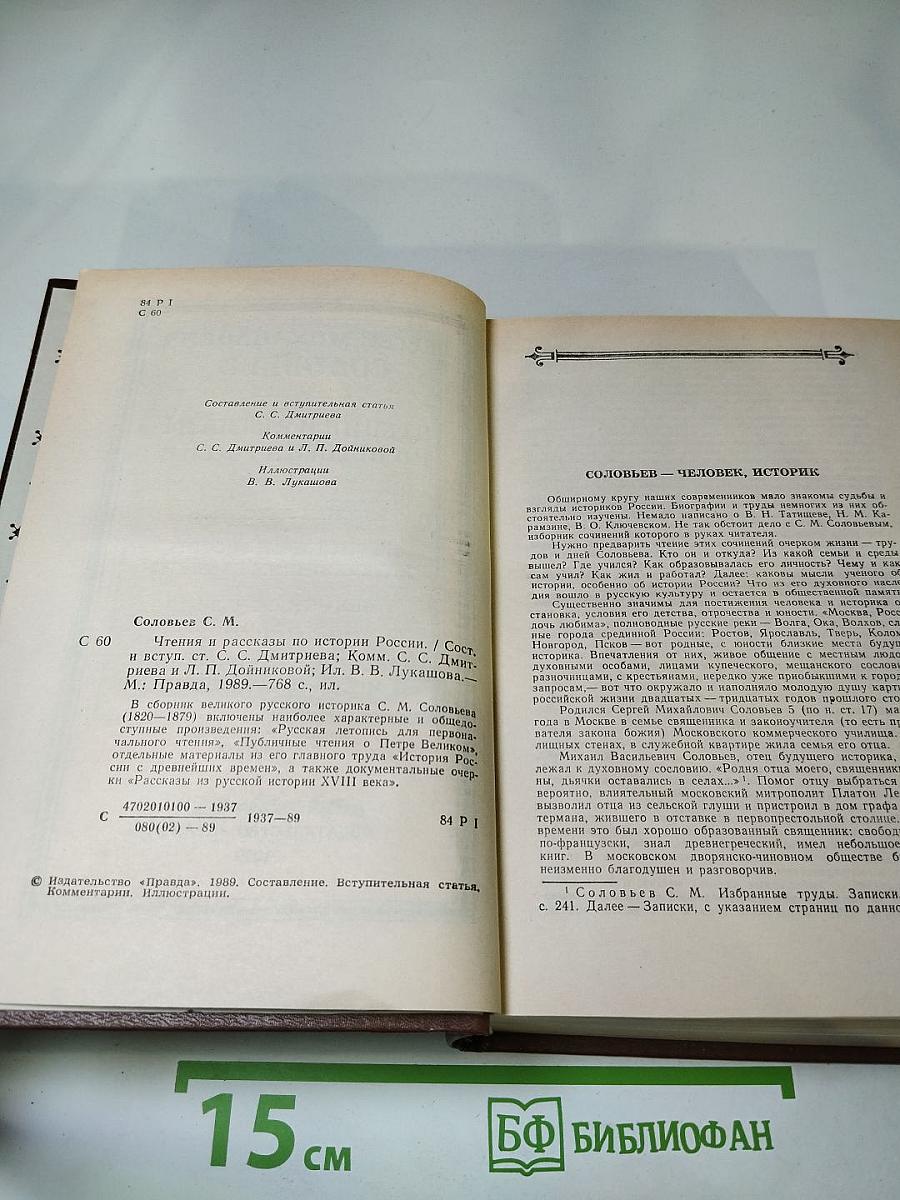 84 Р I
С 60
Составление и вступительная статья
С. С. Дмитриева
Комментарии
С. С. Дмитриева и Л. П. Дойниковой
Иллюстрации
В. В. Лукашова
Соловьев С. М.
С 60 Чтения и рассказы по истории России. / Сост.
и вступ. ст. С. С. Дмитриева; Комм. С. С. Дмит-
риева и Л. П. Дойниковой; Ил. В. В. Лукашова.—
М.: Правда, 1989.—768 с., ил.
В сборник великого русского историка С. М. Соловьева
(1820—1879) включены наиболее характерные и общедо-
ступные произведения: «Русская летопись для первона-
чального чтения», «Публичные чтения о Петре Великом»,
отдельные материалы из его главного труда «История Рос-
сии с древнейших времен», а также документальные очер-
ки «Рассказы из русской истории XVIII века».
С 4702010100 — 1937
080(02) — 89 1937—89 84 Р I
© Издательство «Правда», 1989. Составление. Вступительная статья.
Комментарии. Иллюстрации.
СОЛОВЬЕВ — ЧЕЛОВЕК, ИСТОРИК
Обширному кругу наших современников мало знакомы судьбы и
взгляды историков России. Биографии и труды немногих из них об-
стоятельно изучены. Немало написано о В. Н. Татищеве, Н. М. Ка-
рамзине, В. О. Ключевском. Не так обстоит дело с С. М. Соловьевым,
изборник сочинений которого в руках читателя.
Нужно предварить чтение этих сочинений очерком жизни — тру-
дов и дней Соловьева. Кто он и откуда? Из какой семьи и среды
вышел? Где учился? Как образовывалась его личность? Чему и как
сам учил? Как жил и работал? Далее: каковы мысли ученого об
истории, особенно об истории России? Что из его духовного насле-
дия вошло в русскую культуру и остается в общественной памят
Существенно значимы для постижения человека и историка о
становка, условия его детства, отрочества и юности. «Москва, Росс
дочь любима», полноводные русские реки — Волга, Ока, Волхов, сл
ные города срединной России: Ростов, Ярославль, Тверь, Колом
Новгород, Псков — вот родные, с юности близкие места будущ
историка. Впечатления от них, живое общение с местным людо
духовными особами, лицами купеческого, мещанского сослови
разночинцами, с крестьянами, нередко уже приобыкшими к город
запросам,— вот что окружало и наполняло молодую душу карти
российской жизни двадцатых — тридцатых годов прошлого сто
Родился Сергей Михайлович Соловьев 5 (по н. ст. 17) ма
года в Москве в семье священника и законоучителя (то есть пр
вателя закона божия) Московского коммерческого училища.
лищных стенах, в служебной квартире жила семья его отца.
Михаил Васильевич Соловьев, отец будущего историка,
лежал к духовному сословию. «Родня отца моего, священник
ны, дьячки оставались в селах...»¹. Помог отцу выбраться
вероятно, влиятельный московский митрополит Платон Ле
вызволил отца из сельской глуши и пристроил в дом графа
термана, жившего в отставке в первопрестольной столице.
времени это был хорошо образованный священник: свобод
по-французски, знал древнегреческий, имел небольшое
книг. В московском дворянско-чиновном обществе б
неизменно благодушен и разговорчив.
¹ Соловьев С. М. Избранные труды. Записки.
с. 241. Далее — Записки, с указанием страниц по данно
15 см
БФ БИБЛИОФАН